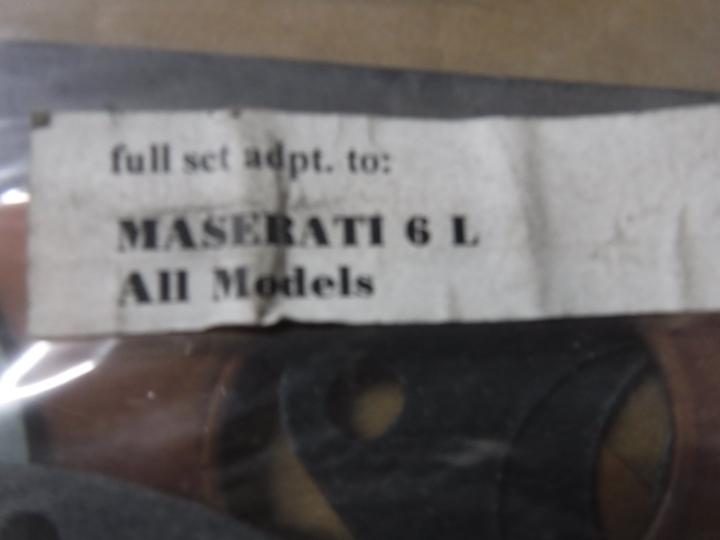 full set adpt. to:
MASERATI 6 L
All Models